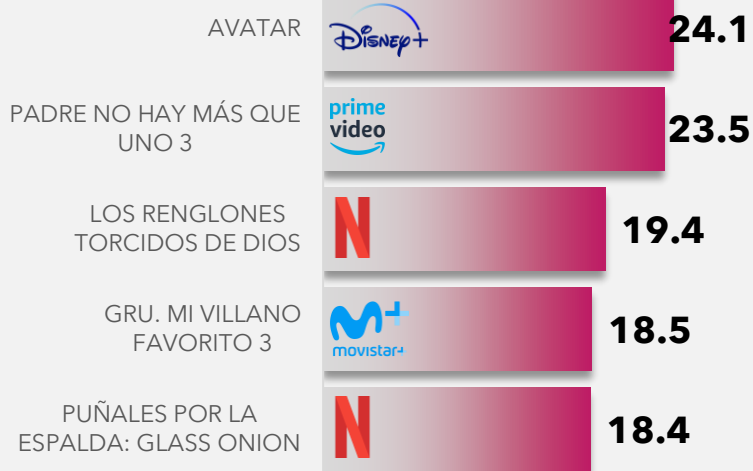 AVATAR
Disney+
24.1
PADRE NO HAY MÁS QUE
UNO 3
prime
video
23.5
LOS RENGLONES
TORCIDOS DE DIOS
N
19.4
GRU. MI VILLANO
FAVORITO 3
M+
movistar+
18.5
PUÑALES POR LA
ESPALDA: GLASS ONION
N
18.4